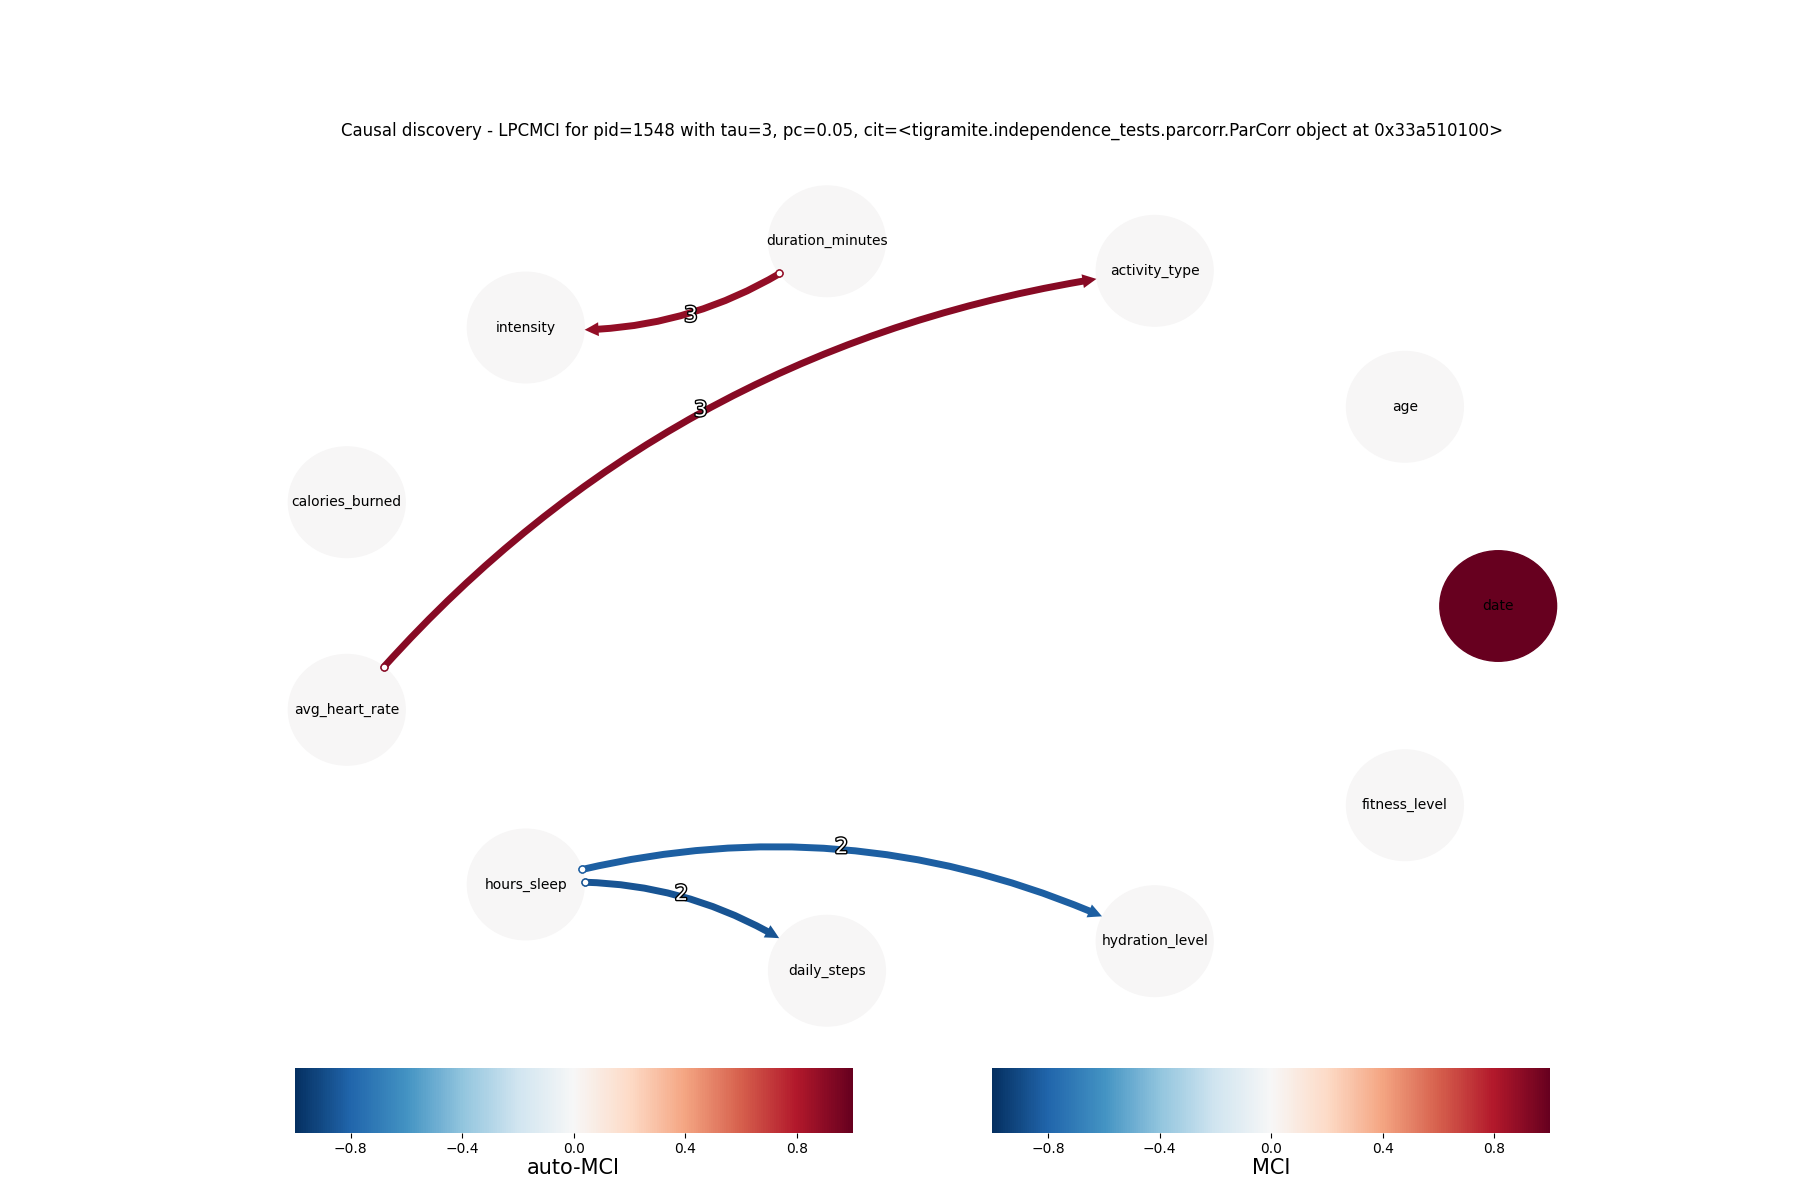 Causal discovery - LPCMCI for pid=1548 with tau=3, pc=0.05, cit=<tigramite.independence_tests.parcorr.ParCorr object at 0x33a510100>
duration_minutes
activity_type
intensity
3
age
3
calories_burned
date
avg_heart_rate
fitness_level
2
hours_sleep
2
hydration_level
daily_steps
−0.8 −0.4 0.0 0.4 0.8
auto-MCI
−0.8 −0.4 0.0 0.4 0.8
MCI